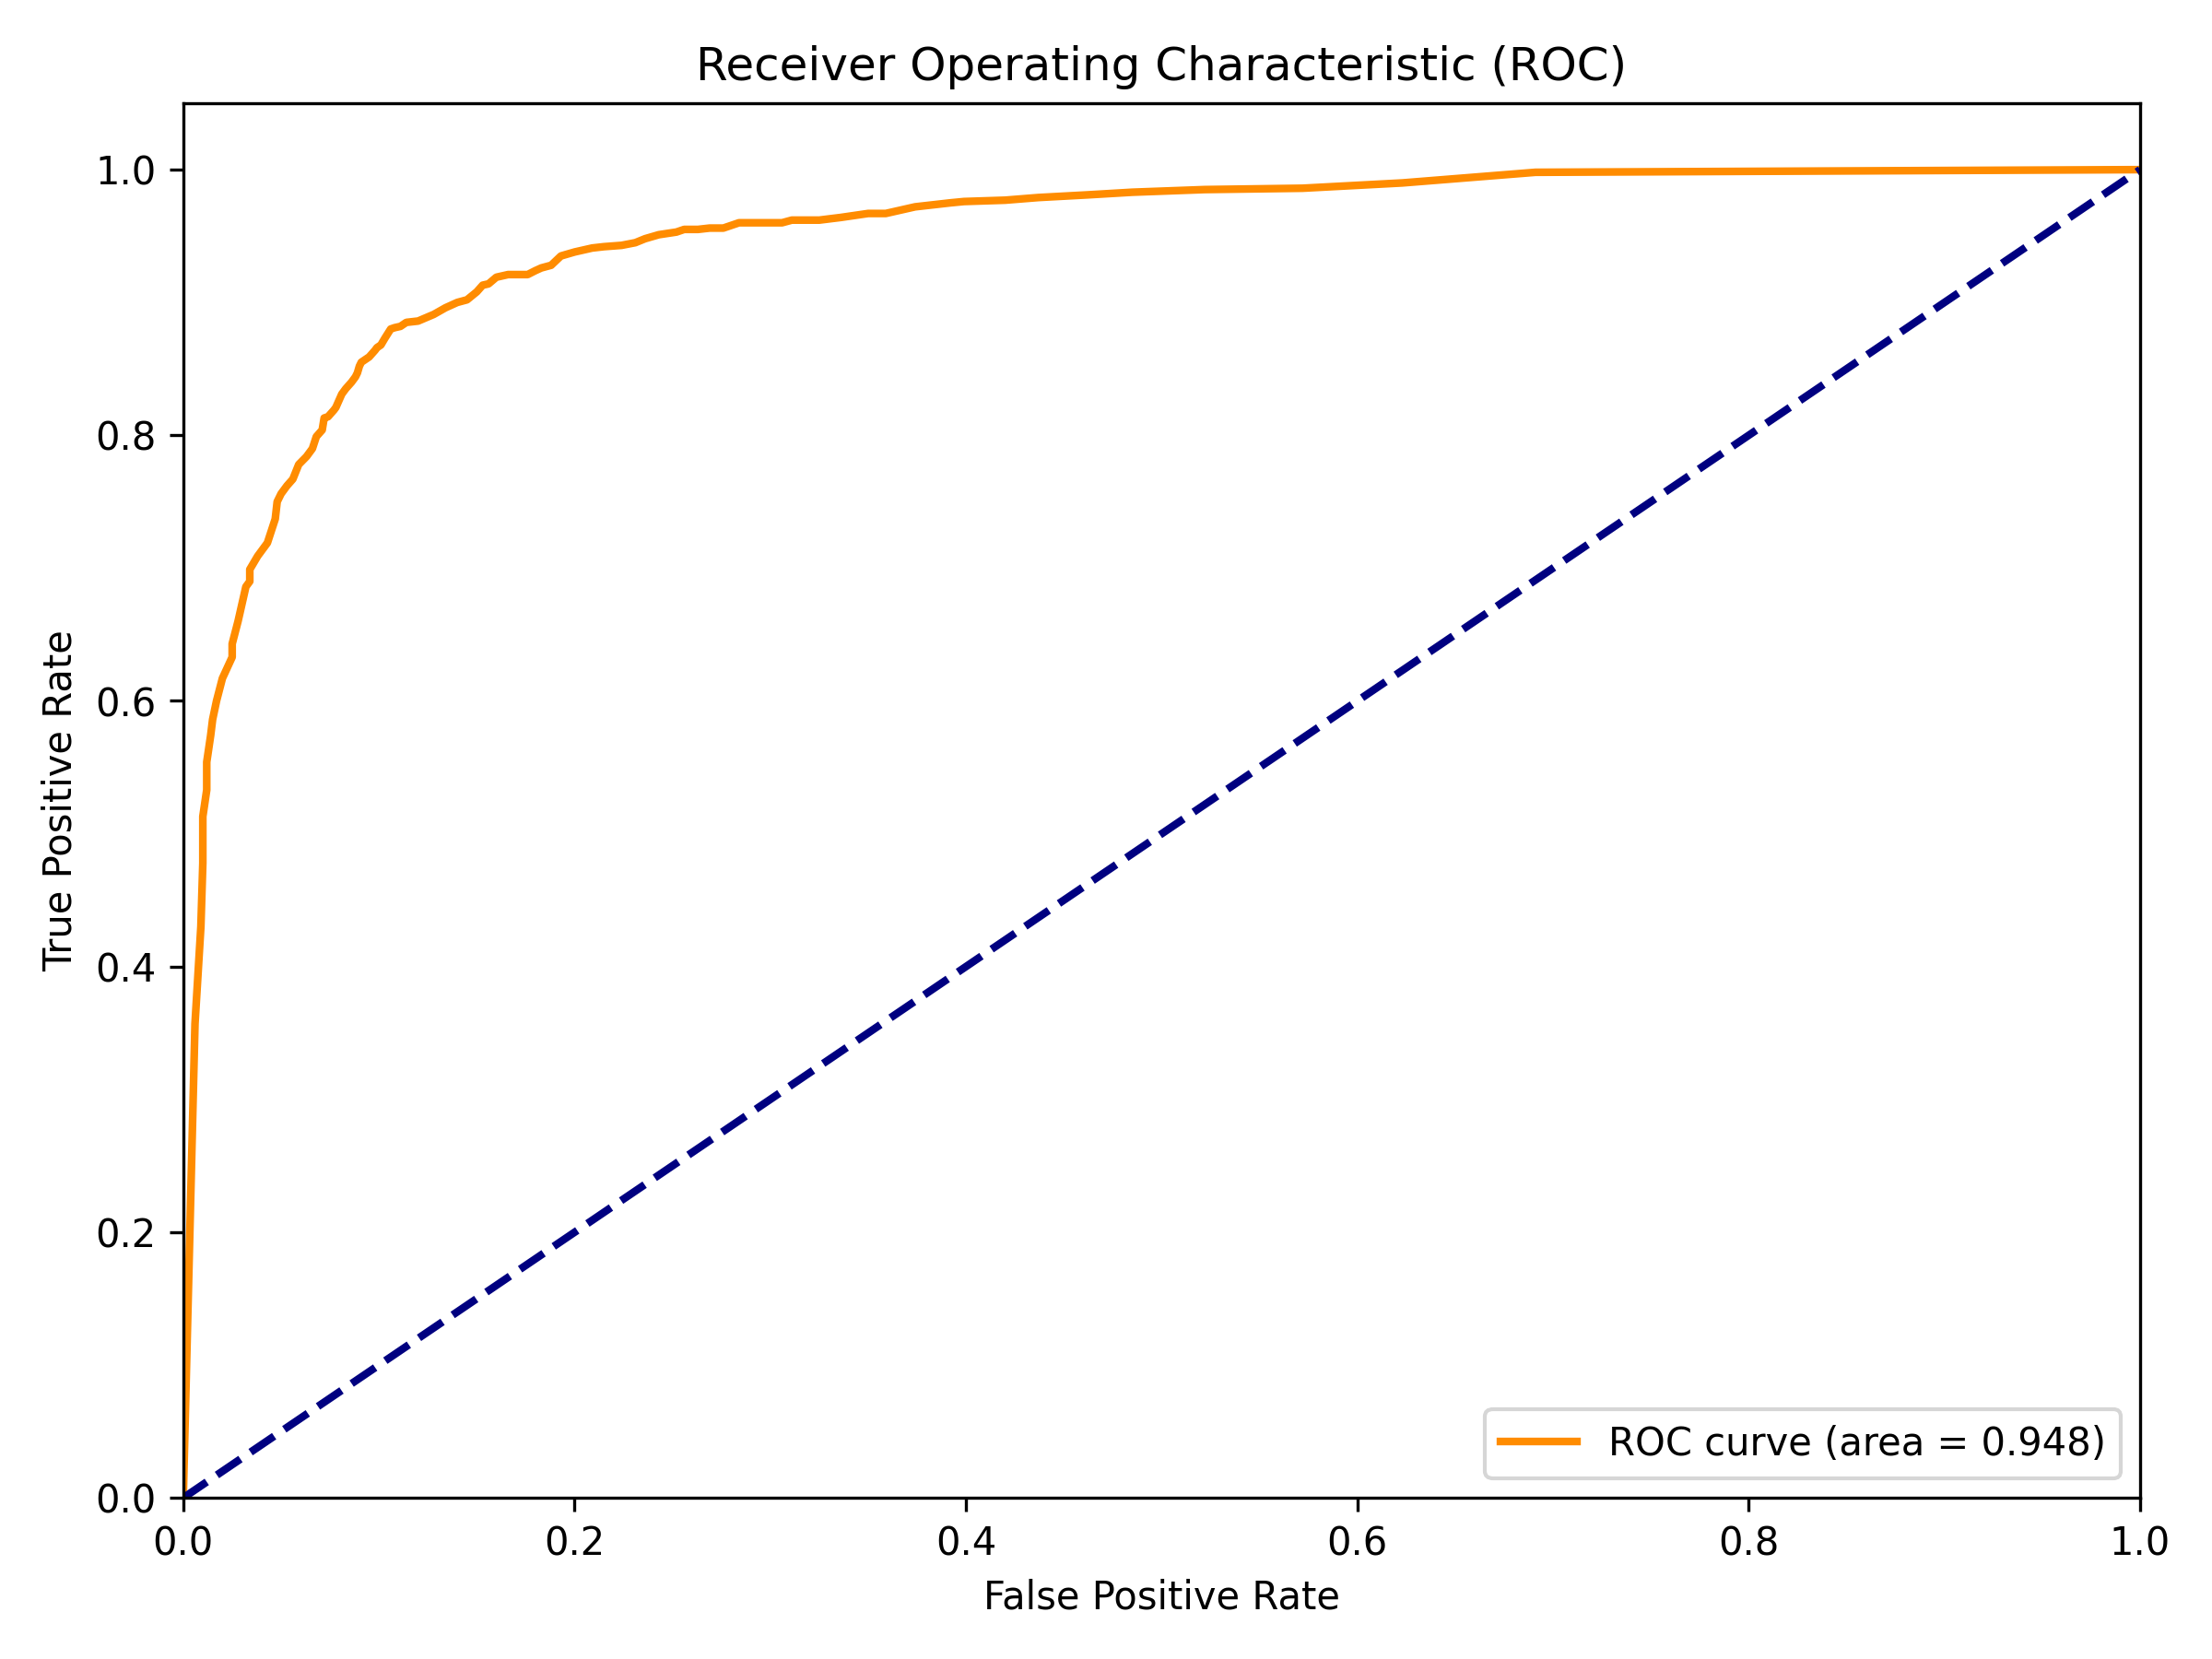 Receiver Operating Characteristic (ROC)
1.0
0.8
0.6
0.4
0.2
0.0
True Positive Rate
ROC curve (area = 0.948)
0.0 0.2 0.4 0.6 0.8 1.0
False Positive Rate